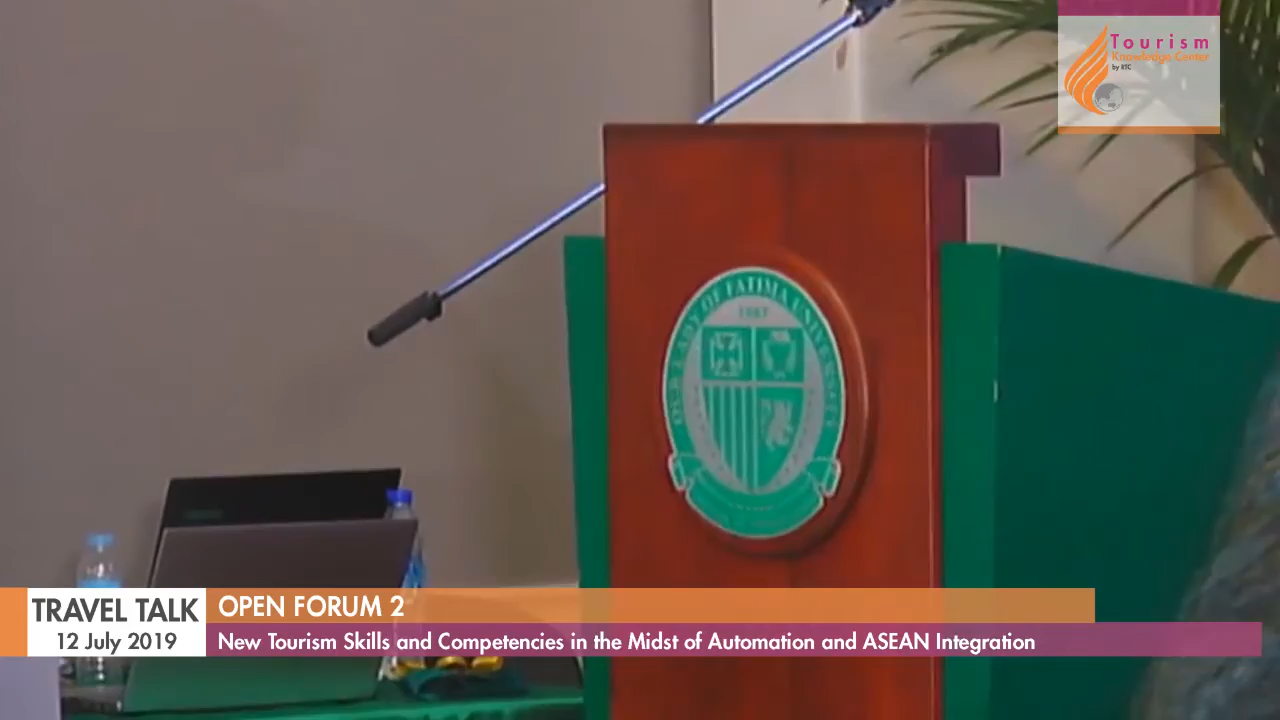 Tourism
Knowledge Center
by RTC
OUR LADY OF FATIMA UNIVERSITY
1967
TRAVEL TALK
OPEN FORUM 2
12 July 2019
New Tourism Skills and Competencies in the Midst of Automation and ASEAN Integration